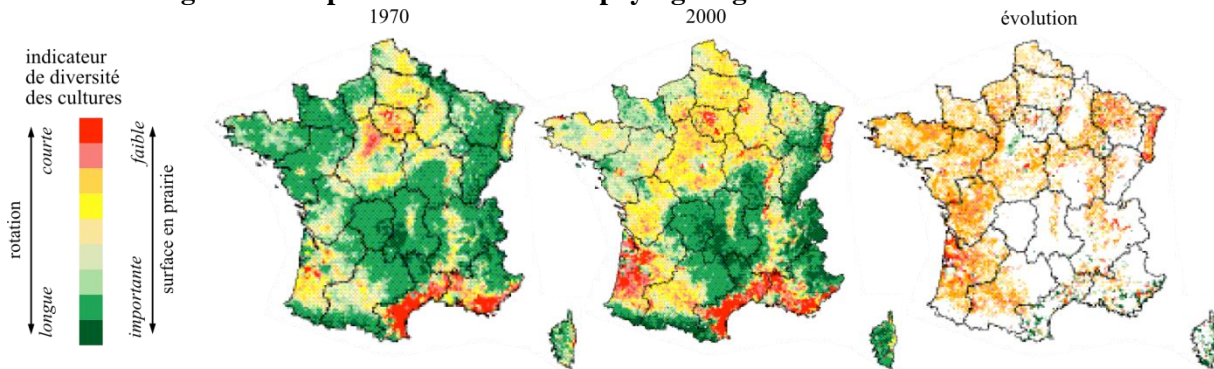 1970
2000
évolution
indicateur
de diversité
des cultures
rotation
courte
longue
faible
importante
surface en prairie